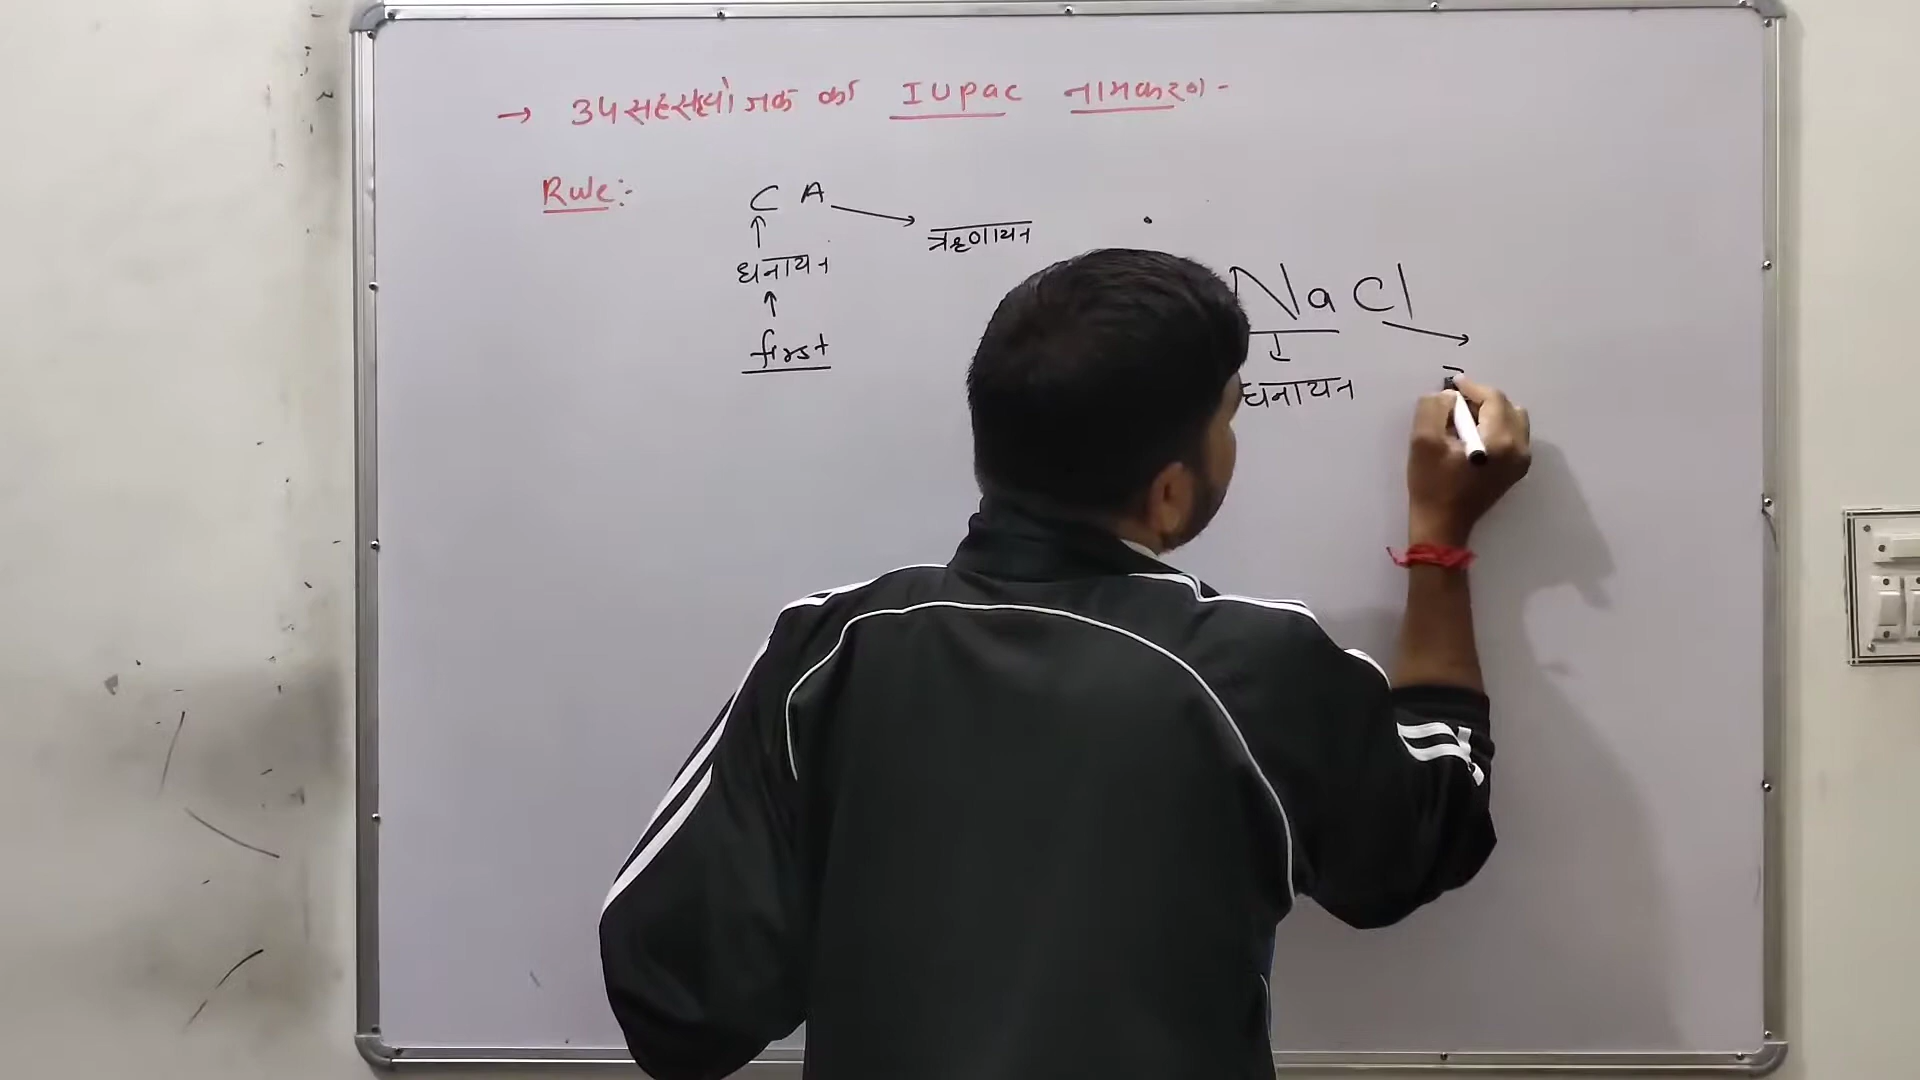 → उपसहसंयोजक का IUPAC नामकरण -
Rule:-
C A
ऋणायन
धनायन
first
NaCl
धनायन